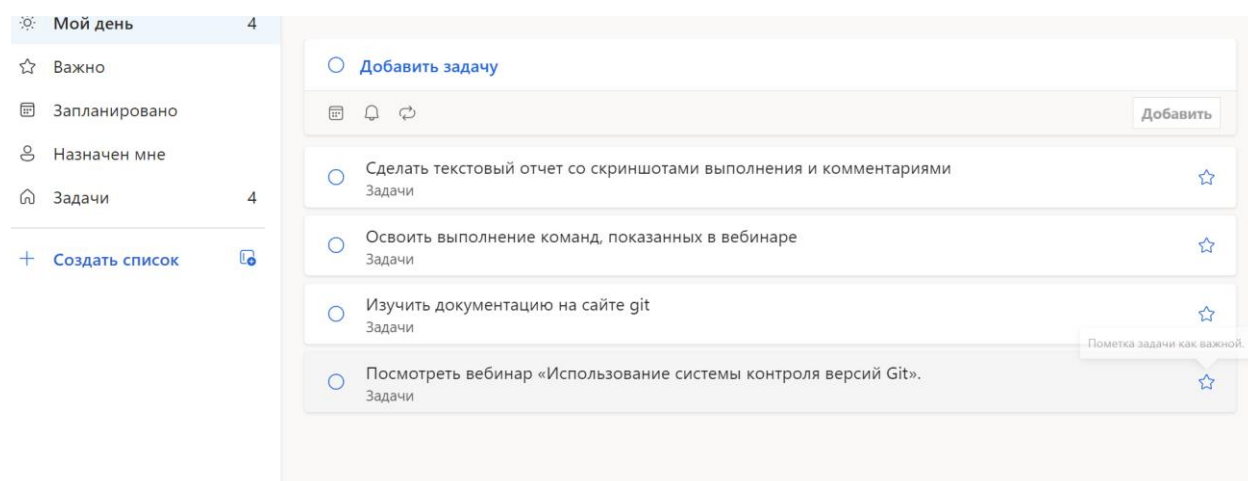 Мой день 4
Важно
Запланировано
Назначен мне
Задачи 4
Создать список
Добавить задачу
Добавить
Сделать текстовый отчет со скриншотами выполнения и комментариями
Задачи
Освоить выполнение команд, показанных в вебинаре
Задачи
Изучить документацию на сайте git
Задачи
Пометка задачи как важной.
Посмотреть вебинар «Использование системы контроля версий Git».
Задачи